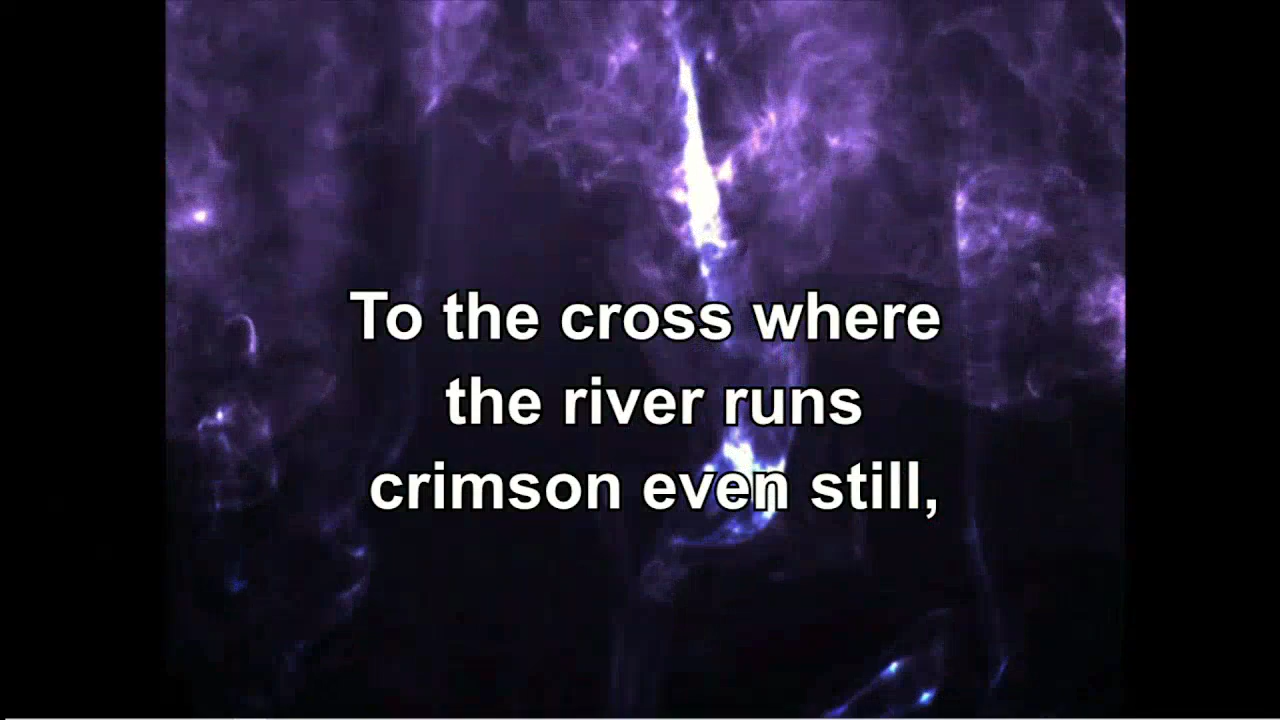 To the cross where
the river runs
crimson even still,